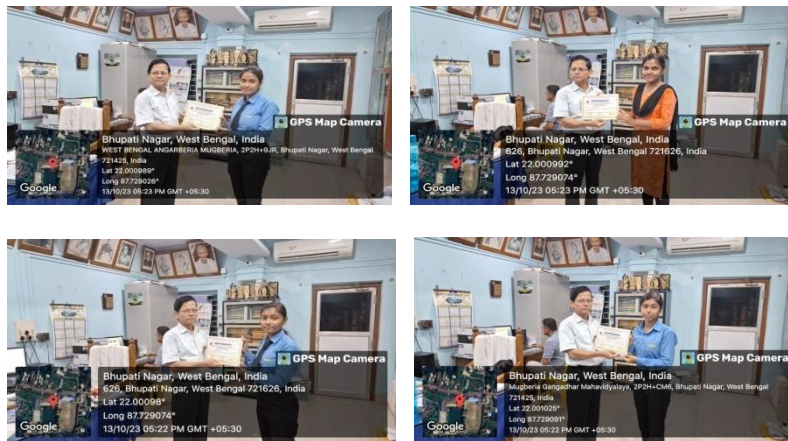 GPS Map Camera
Bhupati Nagar, West Bengal, India
WEST BENGAL ANGARBERIA MUGBERIA, 2P2H+9JR, Bhupati Nagar, West Bengal
721425, India
Lat 22.000989°
Long 87.729026°
13/10/23 05:23 PM GMT +05:30
Google
GPS Map Camera
Bhupati Nagar, West Bengal, India
626, Bhupati Nagar, West Bengal 721626, India
Lat 22.000992°
Long 87.729074°
13/10/23 05:23 PM GMT +05:30
Google
GPS Map Camera
Bhupati Nagar, West Bengal, India
626, Bhupati Nagar, West Bengal 721626, India
Lat 22.00098°
Long 87.729074°
13/10/23 05:22 PM GMT +05:30
Google
GPS Map Camera
Bhupati Nagar, West Bengal, India
Mugberia Gangadhar Mahavidyalaya, 2P2H+CM6, Bhupati Nagar, West Bengal
721425, India
Lat 22.001025°
Long 87.729091°
13/10/23 05:22 PM GMT +05:30
Google